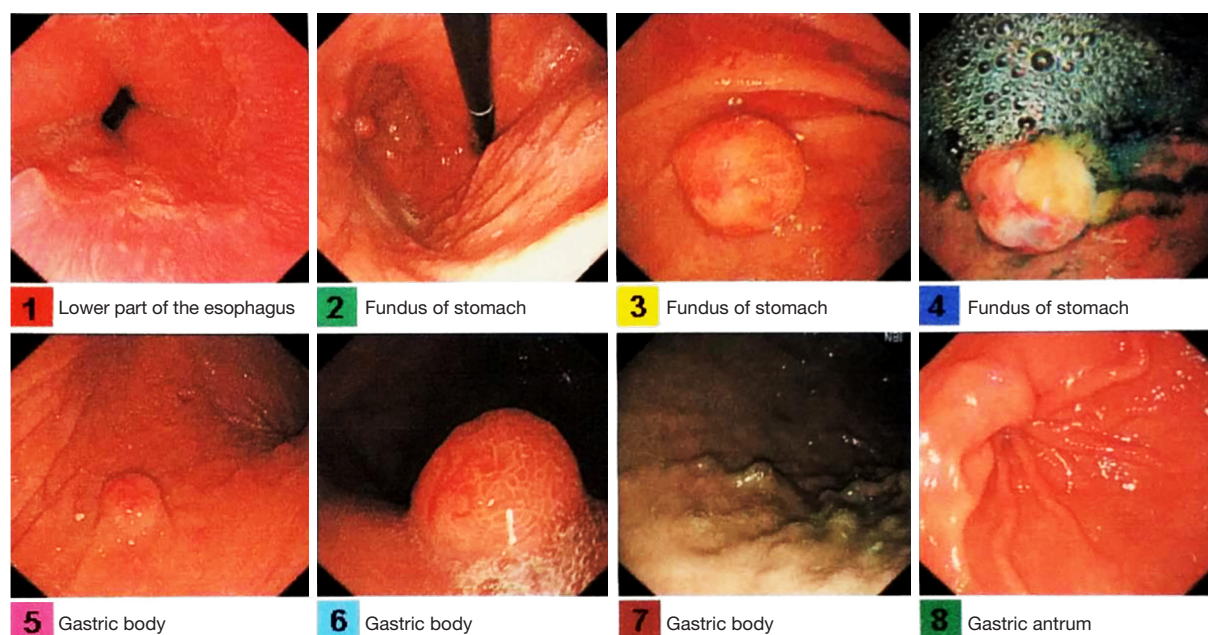 1 Lower part of the esophagus
2 Fundus of stomach
3 Fundus of stomach
4 Fundus of stomach
NBI
5 Gastric body
6 Gastric body
7 Gastric body
8 Gastric antrum